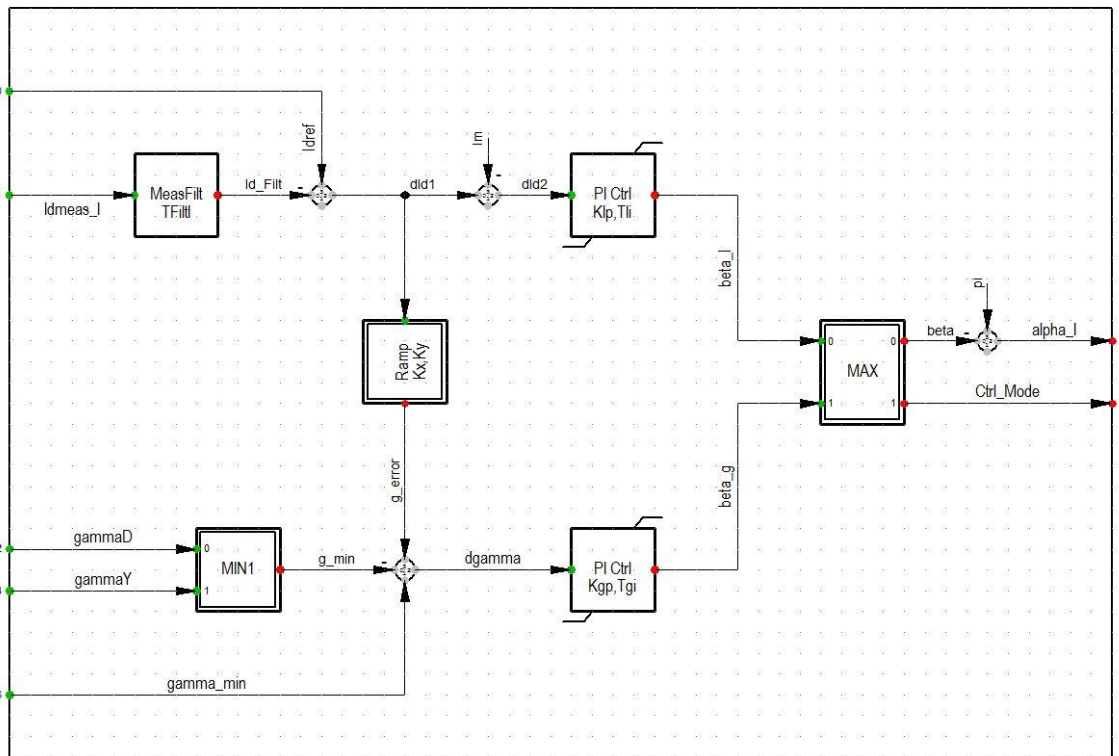 Idref
Im
MeasFilt
TFiltI
Id_Filt
-
dId1
-
dId2
PI Ctrl
KIp,TIi
Idmeas_I
beta_I
pi
Ramp
Kx,Ky
0
0
beta
-
alpha_I
MAX
Ctrl_Mode
1
1
g_error
beta_g
gammaD
0
MIN1
g_min
-
dgamma
PI Ctrl
Kgp,Tgi
gammaY
1
gamma_min